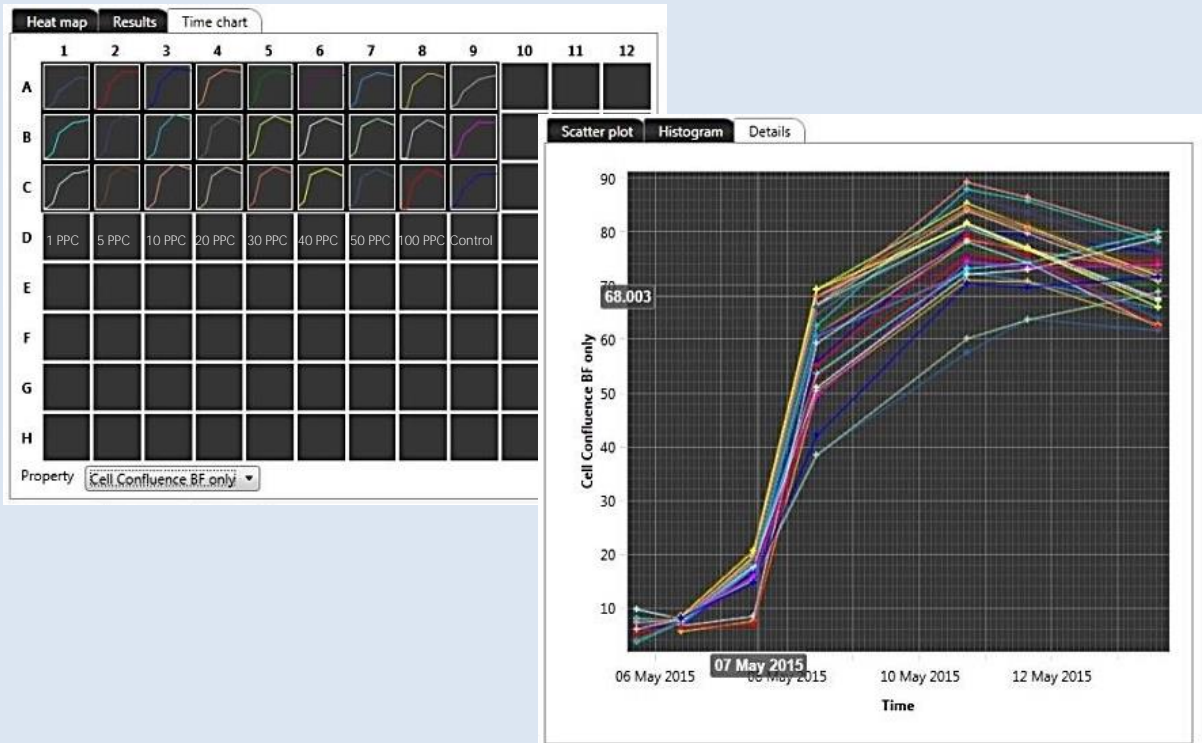 Heat map Results Time chart
1 2 3 4 5 6 7 8 9 10 11 12
A
B
C
D 1 PPC 5 PPC 10 PPC 20 PPC 30 PPC 40 PPC 50 PPC 100 PPC Control
E
F
G
H
Property Cell Confluence BF only
Scatter plot Histogram Details
90
80
70
68.003
60
50
40
30
20
10
Cell Confluence BF only
06 May 2015 08 May 2015 10 May 2015 12 May 2015
07 May 2015
Time